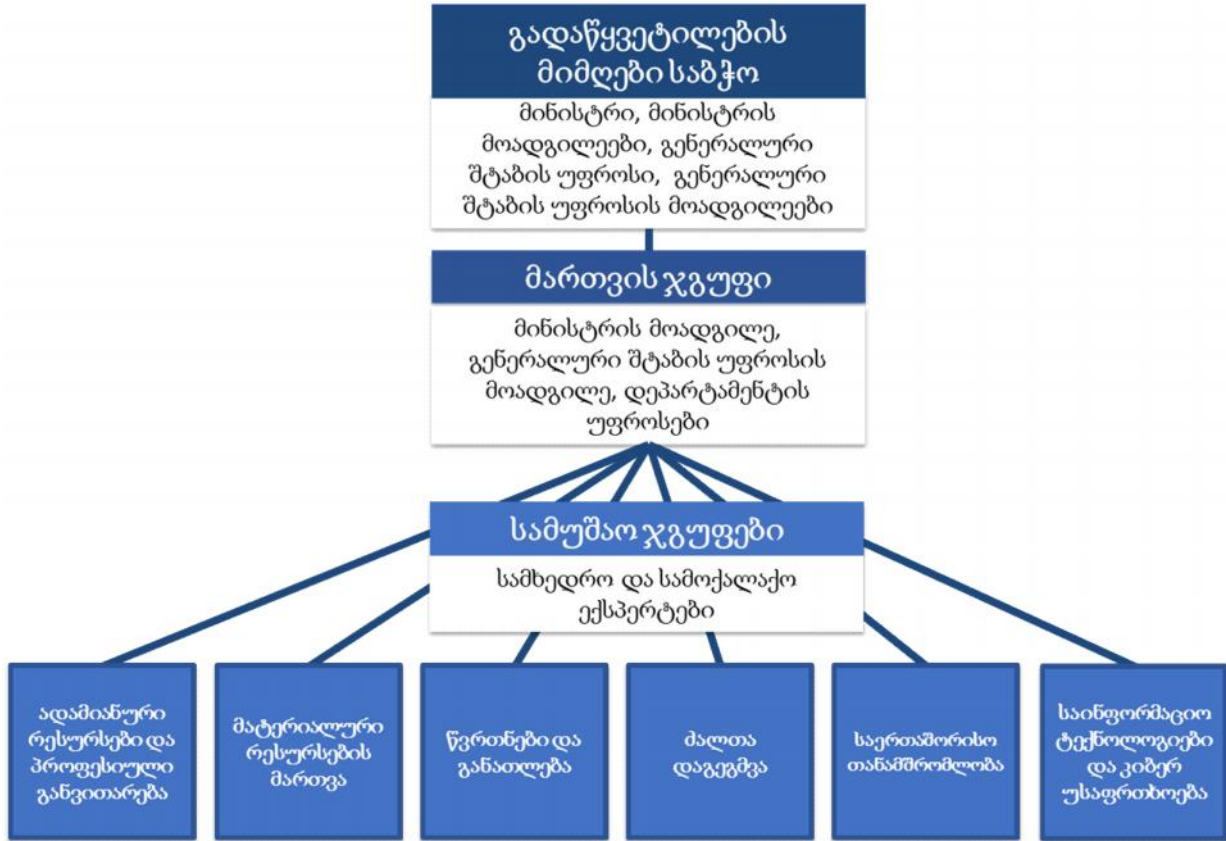 გადაწყვეტილების
მიმღები საბჭო
მინისტრი, მინისტრის
მოადგილეები, გენერალური
შტაბის უფროსი, გენერალური
შტაბის უფროსის მოადგილეები
მართვის ჯგუფი
მინისტრის მოადგილე,
გენერალური შტაბის უფროსის
მოადგილე, დეპარტამენტის
უფროსები
სამუშაო ჯგუფები
სამხედრო და სამოქალაქო
ექსპერტები
ადამიანური
რესურსები და
პროფესიული
განვითარება
მატერიალური
რესურსების
მართვა
წვრთნები და
განათლება
ძალთა
დაგეგმვა
საერთაშორისო
თანამშრომლობა
საინფორმაციო
ტექნოლოგიები
და კიბერ
უსაფრთხოება